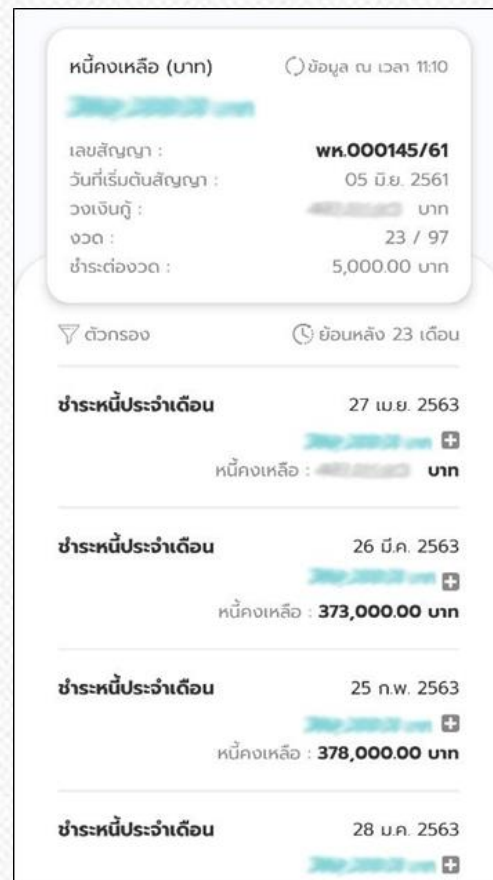 หนี้คงเหลือ (บาท) ข้อมูล ณ เวลา 11:10
เลขสัญญา : พห.000145/61
วันที่เริ่มต้นสัญญา : 05 มิ.ย. 2561
วงเงินกู้ : บาท
งวด : 23 / 97
ชำระต่องวด : 5,000.00 บาท
ตัวกรอง ย้อนหลัง 23 เดือน
ชำระหนี้ประจำเดือน 27 เม.ย. 2563
หนี้คงเหลือ : บาท
ชำระหนี้ประจำเดือน 26 มี.ค. 2563
หนี้คงเหลือ : 373,000.00 บาท
ชำระหนี้ประจำเดือน 25 ก.พ. 2563
หนี้คงเหลือ : 378,000.00 บาท
ชำระหนี้ประจำเดือน 28 ม.ค. 2563